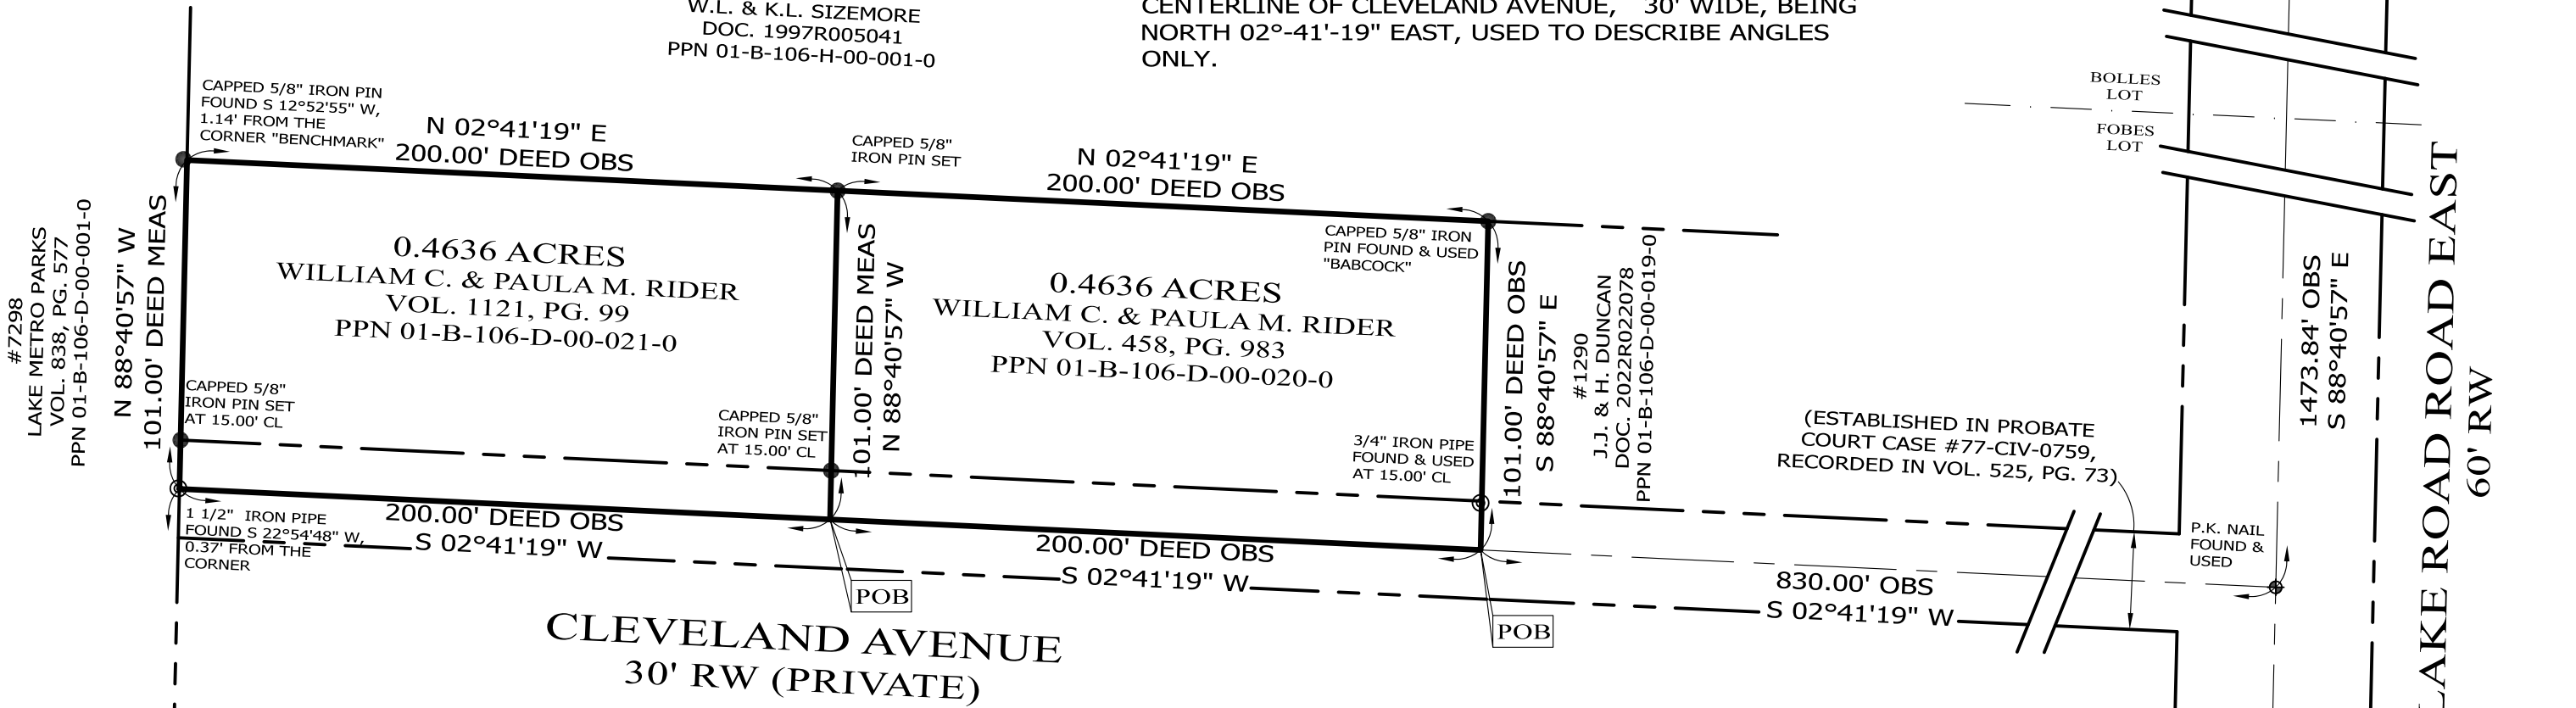 W.L. & K.L. SIZEMORE
DOC. 1997R005041
PPN 01-B-106-H-00-001-0
CENTERLINE OF CLEVELAND AVENUE, 30' WIDE, BEING
NORTH 02°-41'-19" EAST, USED TO DESCRIBE ANGLES
ONLY.
BOLLES
LOT
FOBES
LOT
CAPPED 5/8" IRON PIN
FOUND S 12°52'55" W,
1.14' FROM THE
CORNER "BENCHMARK"
N 02°41'19" E
200.00' DEED OBS
CAPPED 5/8"
IRON PIN SET
N 02°41'19" E
200.00' DEED OBS
CAPPED 5/8" IRON
PIN FOUND & USED
"BABCOCK"
#7298
LAKE METRO PARKS
VOL. 838, PG. 577
PPN 01-B-106-D-00-001-0
N 88°40'57" W
101.00' DEED MEAS
0.4636 ACRES
WILLIAM C. & PAULA M. RIDER
VOL. 1121, PG. 99
PPN 01-B-106-D-00-021-0
101.00' DEED MEAS
N 88°40'57" W
0.4636 ACRES
WILLIAM C. & PAULA M. RIDER
VOL. 458, PG. 983
PPN 01-B-106-D-00-020-0
101.00' DEED OBS
S 88°40'57" E
#1290
J.J. & H. DUNCAN
DOC. 2022R022078
PPN 01-B-106-D-00-019-0
1473.84' OBS
S 88°40'57" E
LAKE ROAD EAST
60' RW
CAPPED 5/8"
IRON PIN SET
AT 15.00' CL
CAPPED 5/8"
IRON PIN SET
AT 15.00' CL
3/4" IRON PIPE
FOUND & USED
AT 15.00' CL
(ESTABLISHED IN PROBATE
COURT CASE #77-CIV-0759,
RECORDED IN VOL. 525, PG. 73)
1 1/2" IRON PIPE
FOUND S 22°54'48" W,
0.37' FROM THE
CORNER
200.00' DEED OBS
S 02°41'19" W
200.00' DEED OBS
S 02°41'19" W
830.00' OBS
S 02°41'19" W
P.K. NAIL
FOUND &
USED
POB
POB
CLEVELAND AVENUE
30' RW (PRIVATE)